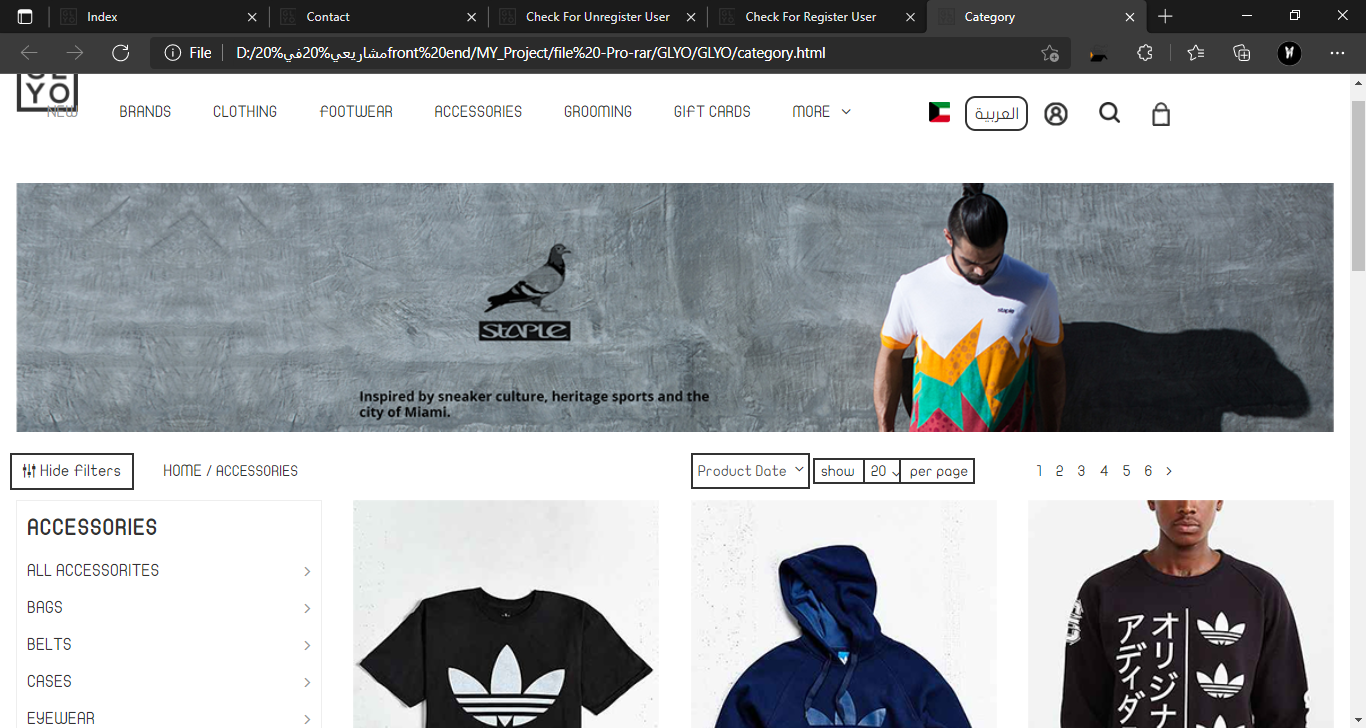 Index
Contact
Check For Unregister User
Check For Register User
Category
File
D:/20%مشاريعي%20فيfront%20end/MY_Project/file%20-Pro-rar/GLYO/GLYO/category.html
GLYO
NEW
BRANDS
CLOTHING
FOOTWEAR
ACCESSORIES
GROOMING
GIFT CARDS
MORE
العربية
staple
STAPLE
Inspired by sneaker culture, heritage sports and the
city of Miami.
Hide filters
HOME / ACCESSORIES
Product Date
show 20 per page
1 2 3 4 5 6 >
ACCESSORIES
ALL ACCESSORITES
BAGS
BELTS
CASES
EYEWEAR
オリジナ
アディダ